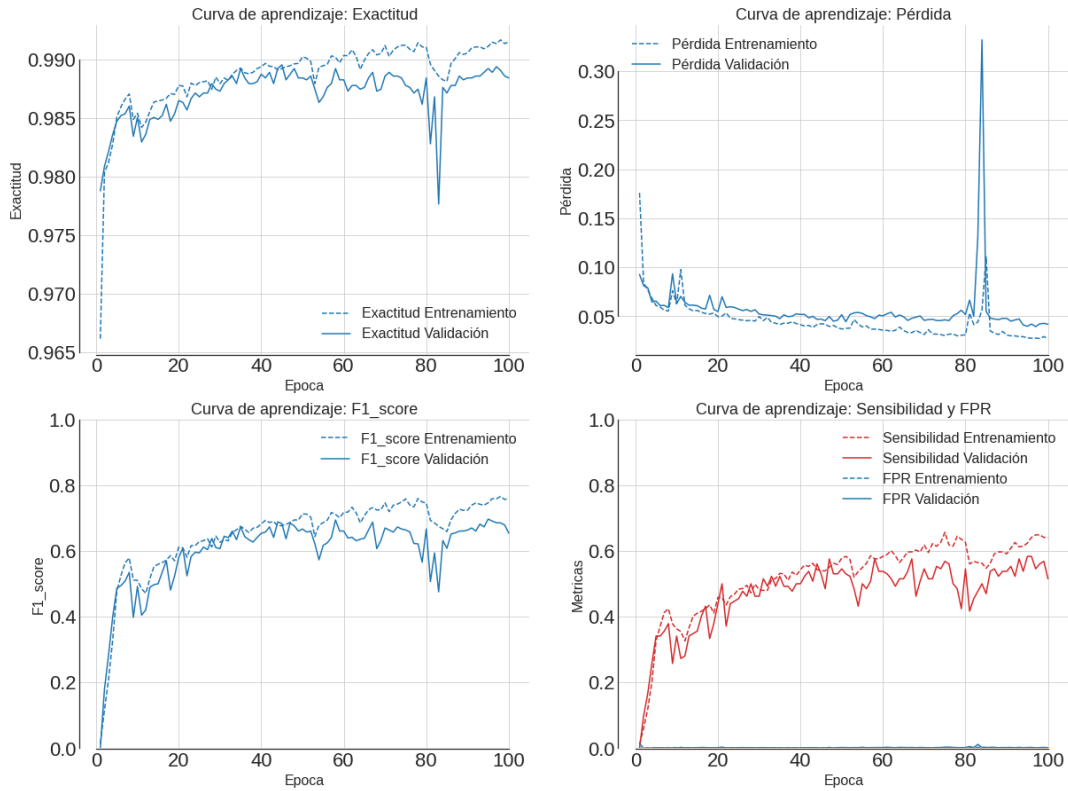 Curva de aprendizaje: Exactitud
0.990
0.985
0.980
0.975
0.970
0.965
Exactitud
Exactitud Entrenamiento
Exactitud Validación
0 20 40 60 80 100
Epoca
Curva de aprendizaje: Pérdida
Pérdida Entrenamiento
Pérdida Validación
0.30
0.25
0.20
0.15
0.10
0.05
Pérdida
0 20 40 60 80 100
Epoca
Curva de aprendizaje: F1_score
F1_score Entrenamiento
F1_score Validación
1.0
0.8
0.6
0.4
0.2
0.0
F1_score
0 20 40 60 80 100
Epoca
Curva de aprendizaje: Sensibilidad y FPR
Sensibilidad Entrenamiento
Sensibilidad Validación
FPR Entrenamiento
FPR Validación
1.0
0.8
0.6
0.4
0.2
0.0
Metricas
0 20 40 60 80 100
Epoca